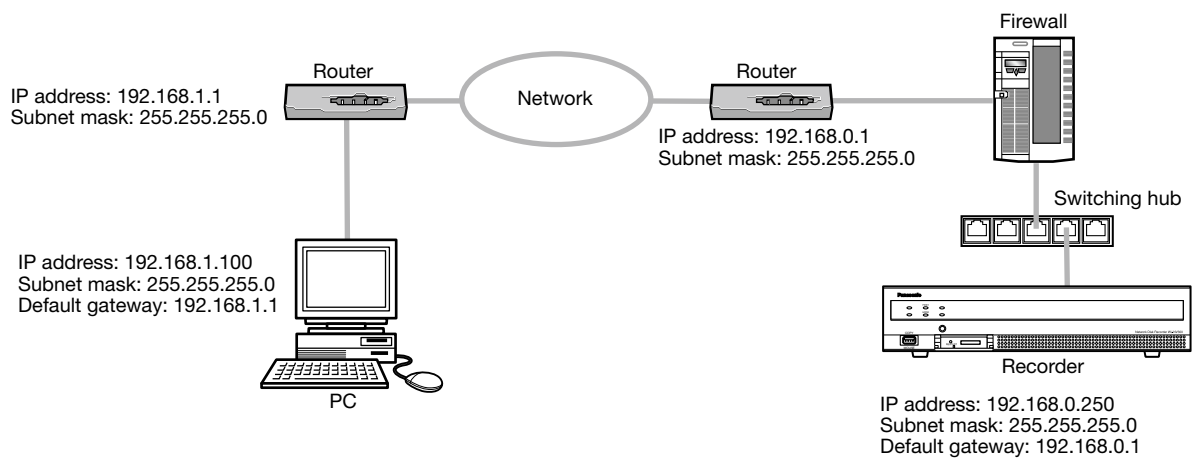 Firewall
Router
IP address: 192.168.1.1
Subnet mask: 255.255.255.0
Network
Router
IP address: 192.168.0.1
Subnet mask: 255.255.255.0
Switching hub
IP address: 192.168.1.100
Subnet mask: 255.255.255.0
Default gateway: 192.168.1.1
PC
Panasonic
Recorder
IP address: 192.168.0.250
Subnet mask: 255.255.255.0
Default gateway: 192.168.0.1